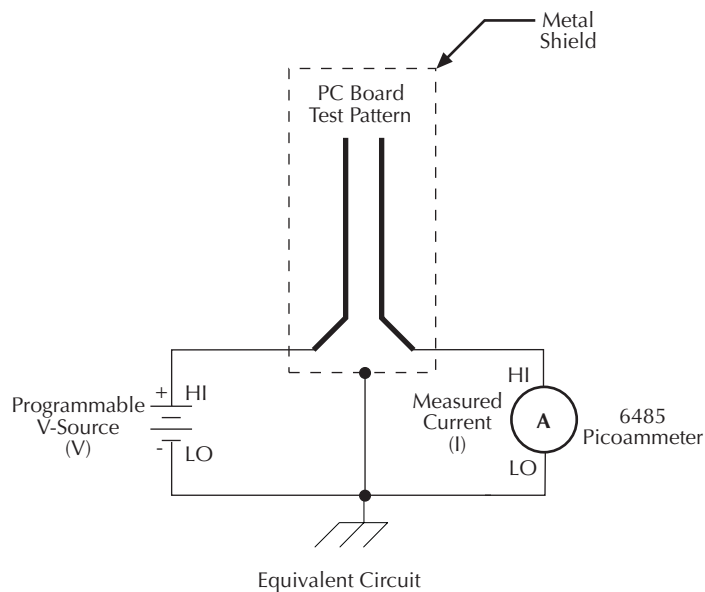 Metal
Shield
PC Board
Test Pattern
+ HI
Programmable
V-Source
(V)
- LO
HI
Measured
Current
(I)
A
6485
Picoammeter
LO
Equivalent Circuit